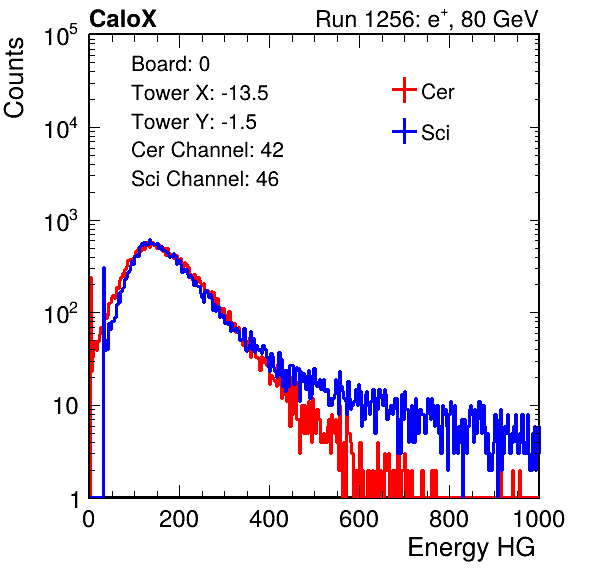 CaloX Run 1256: e⁺, 80 GeV
Counts
10⁵
10⁴
10³
10²
10
1
Board: 0
Tower X: -13.5
Tower Y: -1.5
Cer Channel: 42
Sci Channel: 46
Cer
Sci
0 200 400 600 800 1000
Energy HG